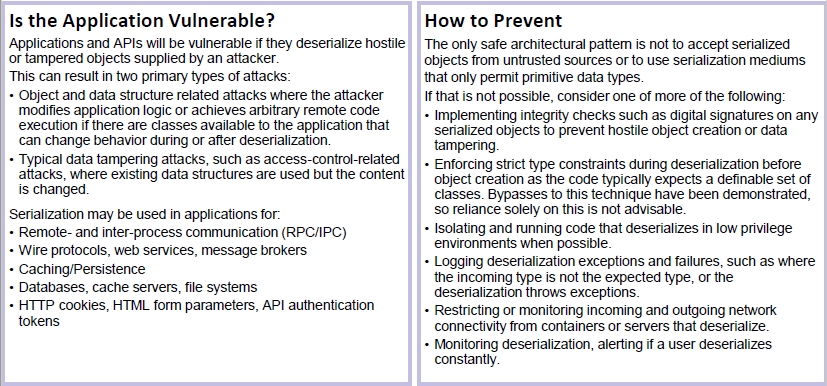 Is the Application Vulnerable?
Applications and APIs will be vulnerable if they deserialize hostile
or tampered objects supplied by an attacker.
This can result in two primary types of attacks:
• Object and data structure related attacks where the attacker
modifies application logic or achieves arbitrary remote code
execution if there are classes available to the application that
can change behavior during or after deserialization.
• Typical data tampering attacks, such as access-control-related
attacks, where existing data structures are used but the content
is changed.
Serialization may be used in applications for:
• Remote- and inter-process communication (RPC/IPC)
• Wire protocols, web services, message brokers
• Caching/Persistence
• Databases, cache servers, file systems
• HTTP cookies, HTML form parameters, API authentication
tokens
How to Prevent
The only safe architectural pattern is not to accept serialized
objects from untrusted sources or to use serialization mediums
that only permit primitive data types.
If that is not possible, consider one of more of the following:
• Implementing integrity checks such as digital signatures on any
serialized objects to prevent hostile object creation or data
tampering.
• Enforcing strict type constraints during deserialization before
object creation as the code typically expects a definable set of
classes. Bypasses to this technique have been demonstrated,
so reliance solely on this is not advisable.
• Isolating and running code that deserializes in low privilege
environments when possible.
• Logging deserialization exceptions and failures, such as where
the incoming type is not the expected type, or the
deserialization throws exceptions.
• Restricting or monitoring incoming and outgoing network
connectivity from containers or servers that deserialize.
• Monitoring deserialization, alerting if a user deserializes
constantly.